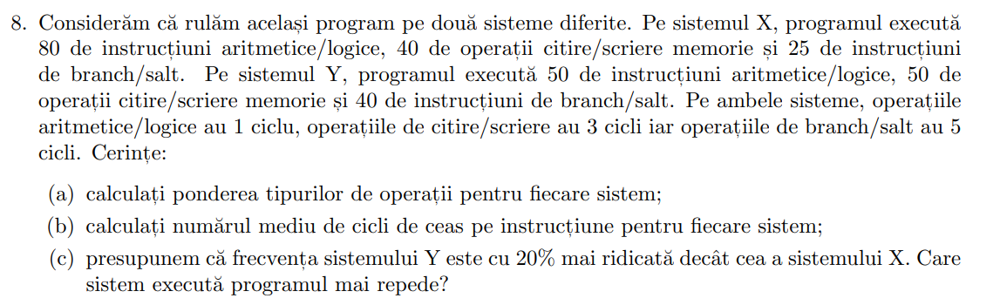 8. Considerăm că rulăm același program pe două sisteme diferite. Pe sistemul X, programul execută
80 de instrucțiuni aritmetice/logice, 40 de operații citire/scriere memorie și 25 de instrucțiuni
de branch/salt. Pe sistemul Y, programul execută 50 de instrucțiuni aritmetice/logice, 50 de
operații citire/scriere memorie și 40 de instrucțiuni de branch/salt. Pe ambele sisteme, operațiile
aritmetice/logice au 1 ciclu, operațiile de citire/scriere au 3 cicli iar operațiile de branch/salt au 5
cicli. Cerințe:
(a) calculați ponderea tipurilor de operații pentru fiecare sistem;
(b) calculați numărul mediu de cicli de ceas pe instrucțiune pentru fiecare sistem;
(c) presupunem că frecvența sistemului Y este cu 20% mai ridicată decât cea a sistemului X. Care
sistem execută programul mai repede?